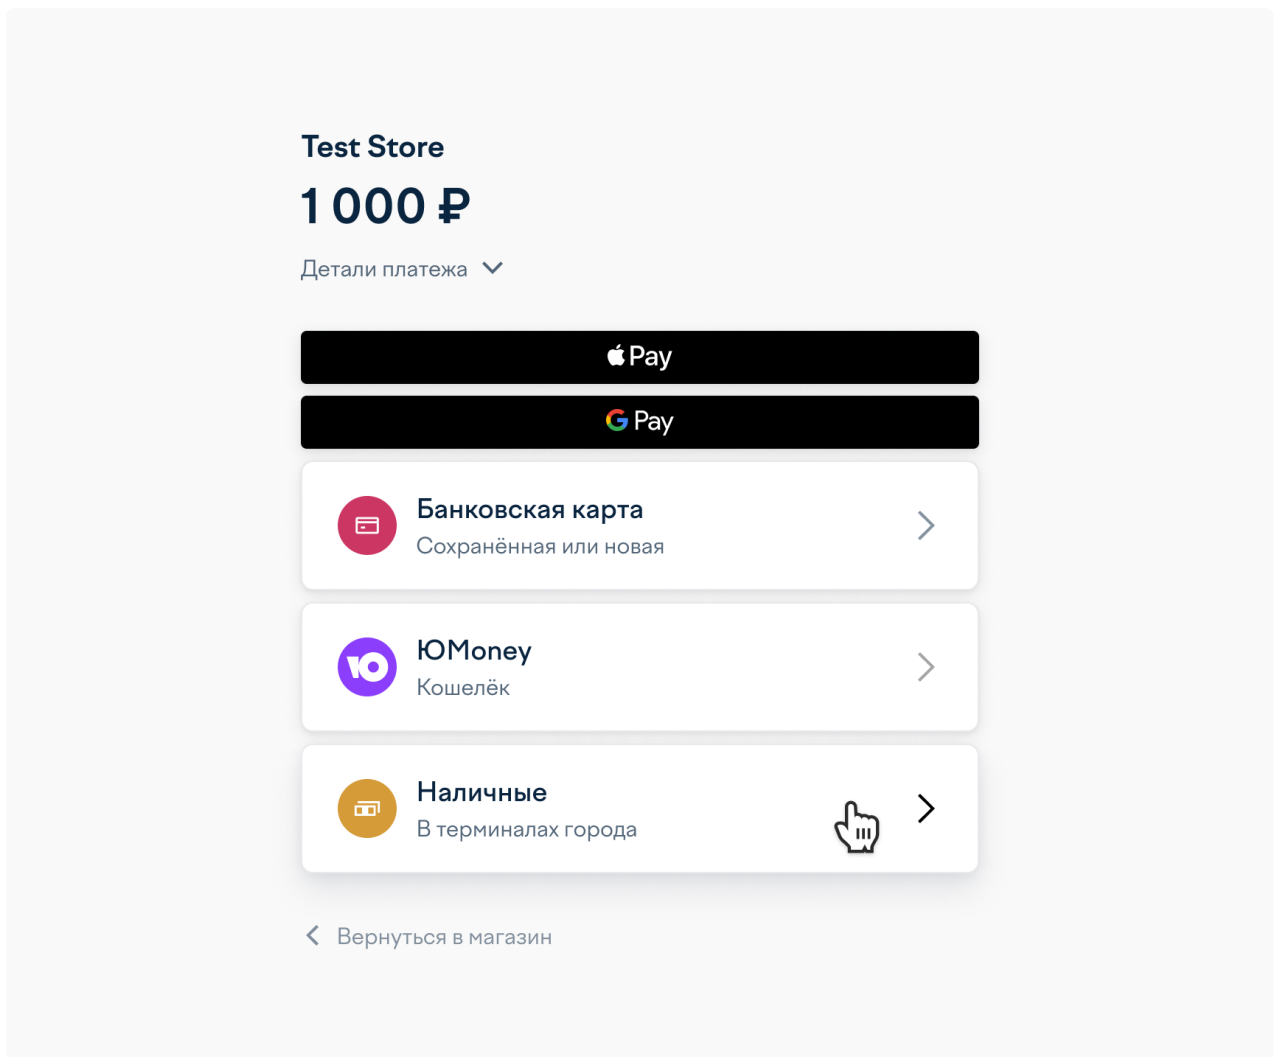 Test Store
1 000 ₽
Детали платежа
Pay
G Pay
Банковская карта
Сохранённая или новая
ЮMoney
Кошелёк
Наличные
В терминалах города
Вернуться в магазин